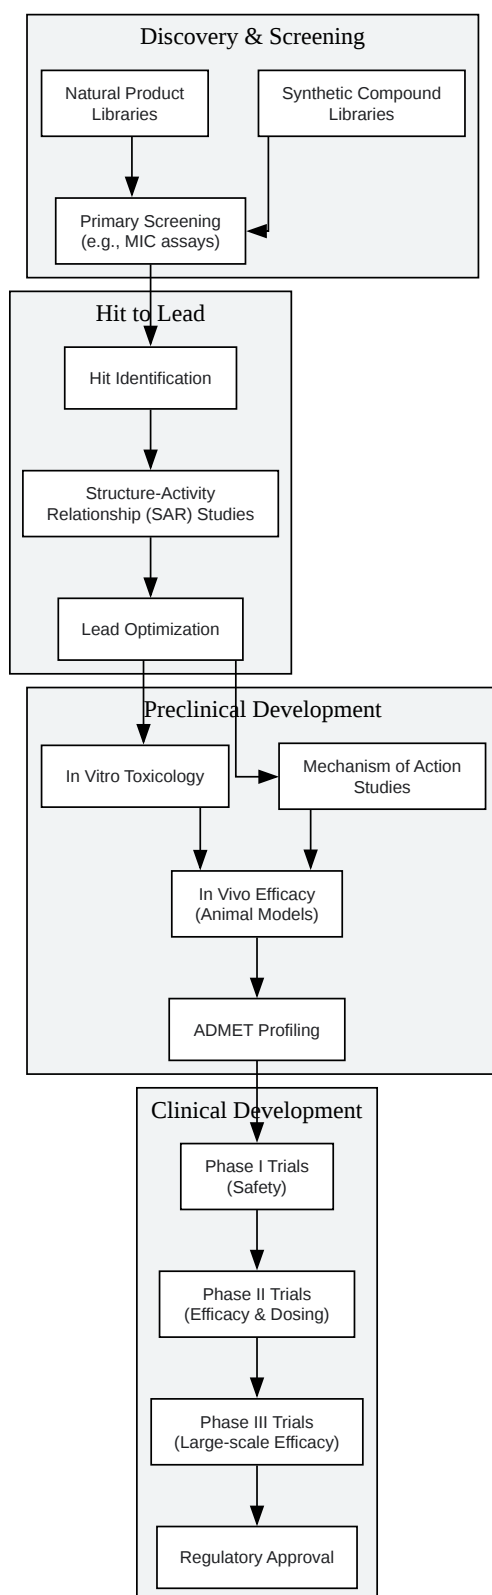 Discovery & Screening
Natural Product
Libraries
Synthetic Compound
Libraries
Primary Screening
(e.g., MIC assays)
Hit to Lead
Hit Identification
Structure-Activity
Relationship (SAR) Studies
Lead Optimization
Preclinical Development
In Vitro Toxicology
Mechanism of Action
Studies
In Vivo Efficacy
(Animal Models)
ADMET Profiling
Clinical Development
Phase I Trials
(Safety)
Phase II Trials
(Efficacy & Dosing)
Phase III Trials
(Large-scale Efficacy)
Regulatory Approval